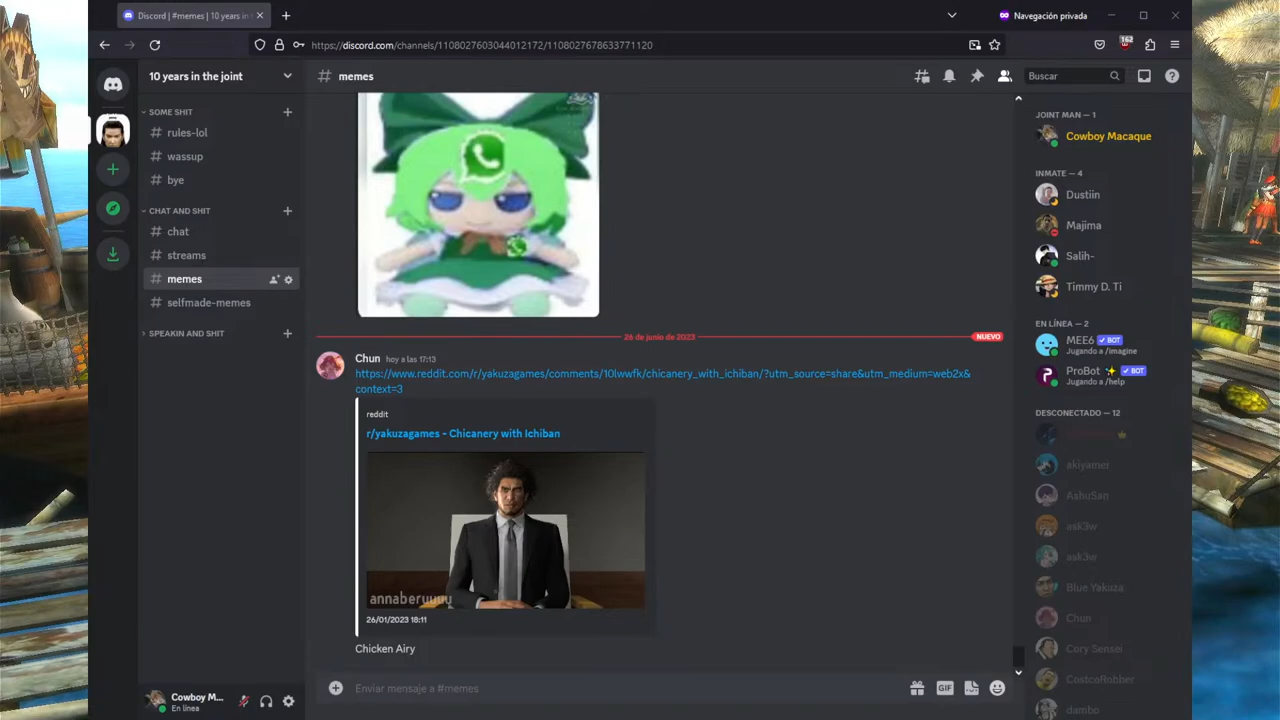 Discord | #memes | 10 years in t
Navegación privada
https://discord.com/channels/1108027603044012172/1108027678633771120
162
10 years in the joint
memes
Buscar
SOME SHIT
rules-lol
wassup
bye
CHAT AND SHIT
chat
streams
memes
selfmade-memes
SPEAKIN AND SHIT
26 de junio de 2023
NUEVO
Chun hoy a las 17:13
https://www.reddit.com/r/yakuzagames/comments/10lwwfk/chicanery_with_ichiban/?utm_source=share&utm_medium=web2x&
context=3
reddit
r/yakuzagames - Chicanery with Ichiban
annaberuuuu
26/01/2023 18:11
Chicken Airy
Enviar mensaje a #memes
GIF
Cowboy M...
En línea
JOINT MAN — 1
Cowboy Macaque
INMATE — 4
Dustiin
Majima
Salih-
Timmy D. Ti
EN LÍNEA — 2
MEE6 BOT
Jugando a /imagine
ProBot ✨ BOT
Jugando a /help
DESCONECTADO — 12
akiyamer
AshuSan
ask3w
ask3w
Blue Yakuza
Chun
Cory Sensei
CostcoRobber
dambo